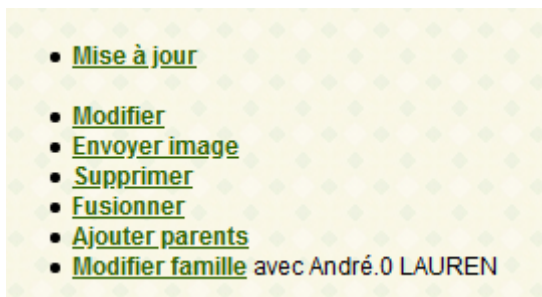 Mise à jour
Modifier
Envoyer image
Supprimer
Fusionner
Ajouter parents
Modifier famille avec André.0 LAUREN